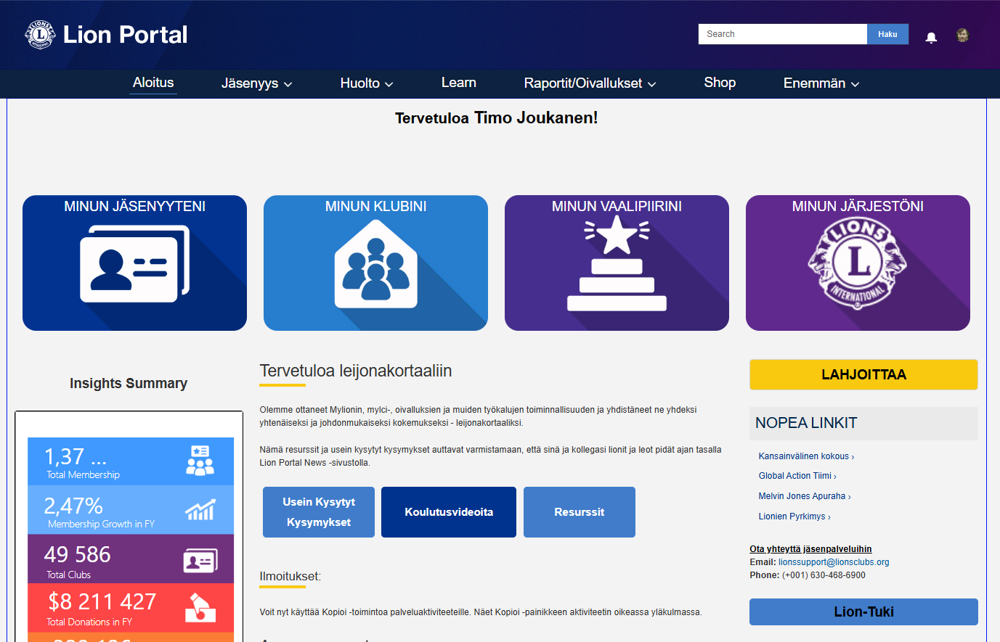 LIONS
L
INTERNATIONAL
Lion Portal
Search
Haku
Aloitus
Jäsenyys
Huolto
Learn
Raportit/Oivallukset
Shop
Enemmän
Tervetuloa Timo Joukanen!
MINUN JÄSENYYTENI
MINUN KLUBINI
MINUN VAALIPIIRINI
MINUN JÄRJESTÖNI
LIONS
L
INTERNATIONAL
Insights Summary
1,37 ...
Total Membership
2,47%
Membership Growth in FY
49 586
Total Clubs
$8 211 427
Total Donations in FY
Tervetuloa leijonakortaaliin
Olemme ottaneet Mylionin, mylci-, oivalluksien ja muiden työkalujen toiminnallisuuden ja yhdistäneet ne yhdeksi
yhtenäiseksi ja johdonmukaiseksi kokemukseksi - leijonakortaaliksi.
Nämä resurssit ja usein kysytyt kysymykset auttavat varmistamaan, että sinä ja kollegasi lionit ja leot pidät ajan tasalla
Lion Portal News -sivustolla.
Usein Kysytyt
Kysymykset
Koulutusvideoita
Resurssit
Ilmoitukset:
Voit nyt käyttää Kopioi -toimintoa palveluaktiviteeteille. Näet Kopioi -painikkeen aktiviteetin oikeassa yläkulmassa.
LAHJOITTAA
NOPEA LINKIT
Kansainvälinen kokous ›
Global Action Tiimi ›
Melvin Jones Apuraha ›
Lionien Pyrkimys ›
Ota yhteyttä jäsenpalveluihin
Email: lionssupport@lionsclubs.org
Phone: (+001) 630-468-6900
Lion-Tuki